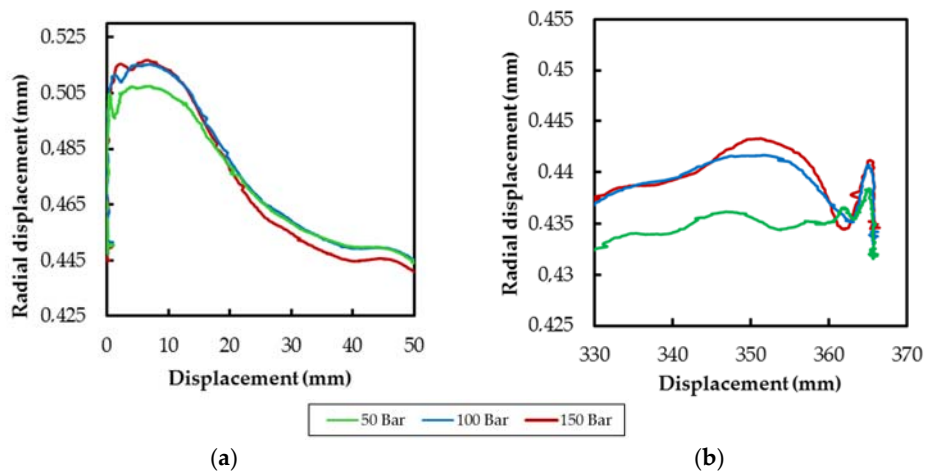 0.525
0.505
0.485
0.465
0.445
0.425
Radial displacement (mm)
0 10 20 30 40 50
Displacement (mm)
0.455
0.45
0.445
0.44
0.435
0.43
0.425
Radial displacement (mm)
330 340 350 360 370
Displacement (mm)
50 Bar 100 Bar 150 Bar
(a) (b)